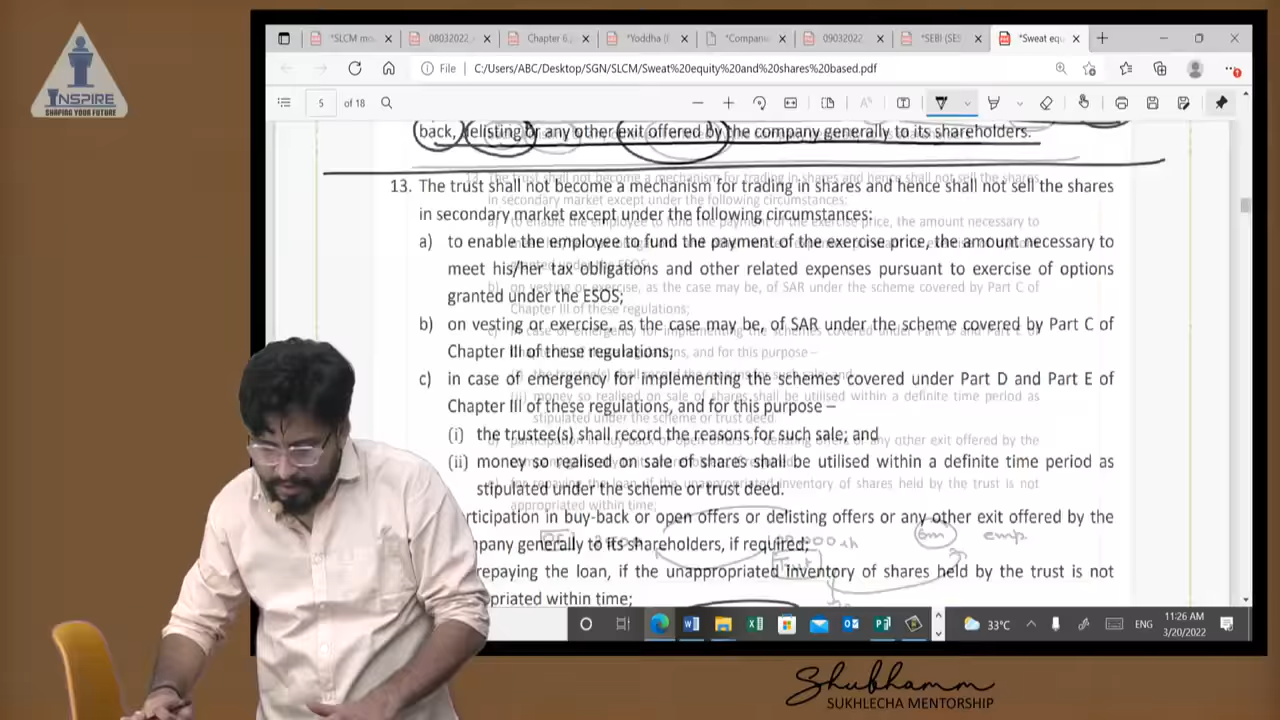 INSPIRE
SHAPING YOUR FUTURE
*SLCM mo
08032022
Chapter 6.
*Yoddha (
*Companie
09032022
*SEBI (SES
*Sweat equ
File
C:/Users/ABC/Desktop/SGN/SLCM/Sweat%20equity%20and%20shares%20based.pdf
5 of 18
back, delisting or any other exit offered by the company generally to its shareholders.
13. The trust shall not become a mechanism for trading in shares and hence shall not sell the shares
in secondary market except under the following circumstances:
a) to enable the employee to fund the payment of the exercise price, the amount necessary to
meet his/her tax obligations and other related expenses pursuant to exercise of options
granted under the ESOS;
b) on vesting or exercise, as the case may be, of SAR under the scheme covered by Part C of
Chapter III of these regulations;
c) in case of emergency for implementing the schemes covered under Part D and Part E of
Chapter III of these regulations, and for this purpose –
(i) the trustee(s) shall record the reasons for such sale; and
(ii) money so realised on sale of shares shall be utilised within a definite time period as
stipulated under the scheme or trust deed.
rticipation in buy-back or open offers or delisting offers or any other exit offered by the
pany generally to its shareholders, if required;
6m emp
repaying the loan, if the unappropriated inventory of shares held by the trust is not
opriated within time;
33°C
ENG
11:26 AM
3/20/2022
Shubhamm
SUKHLECHA MENTORSHIP